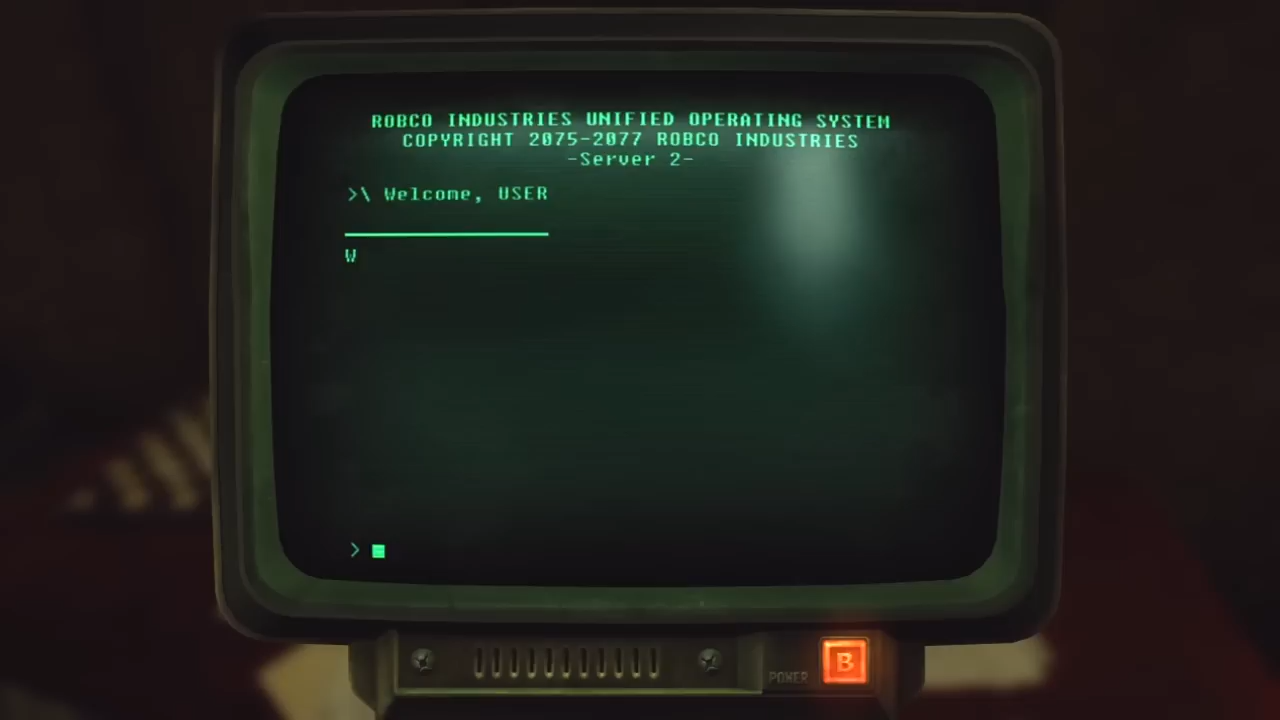 ROBCO INDUSTRIES UNIFIED OPERATING SYSTEM
COPYRIGHT 2075-2077 ROBCO INDUSTRIES
-Server 2-
>\ Welcome, USER
W
>
POWER
B